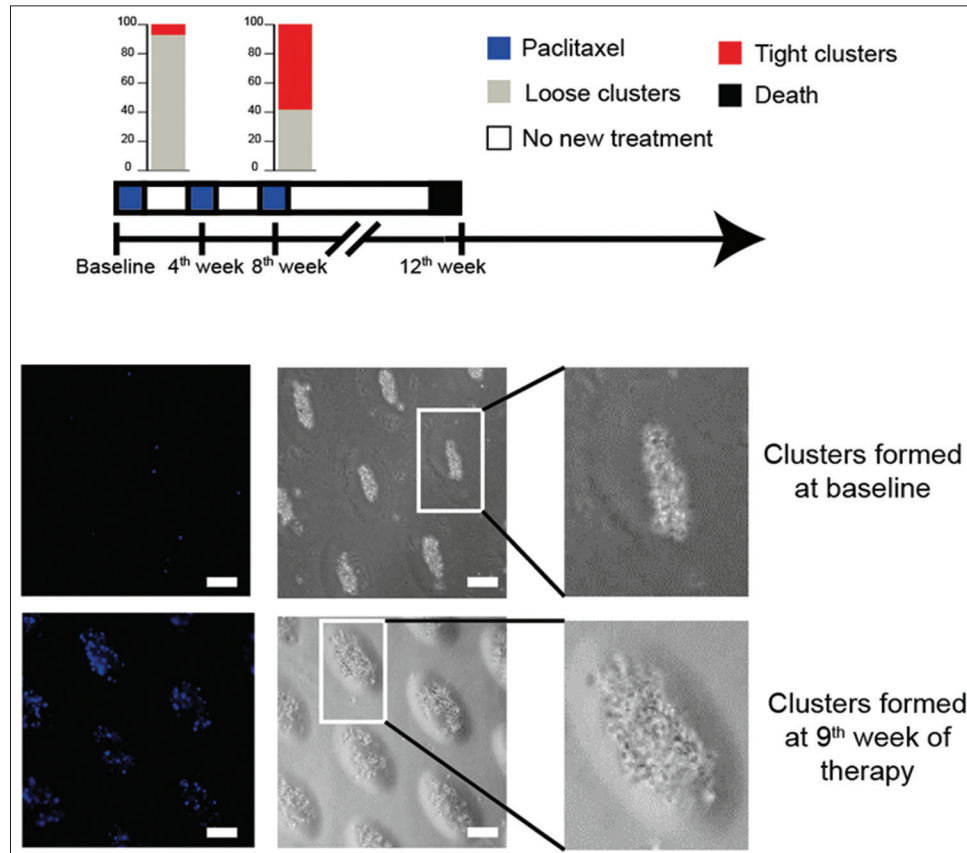 100
80
60
40
20
0
100
80
60
40
20
0
Paclitaxel
Tight clusters
Loose clusters
Death
No new treatment
Baseline
4th week
8th week
12th week
Clusters formed
at baseline
Clusters formed
at 9th week of
therapy